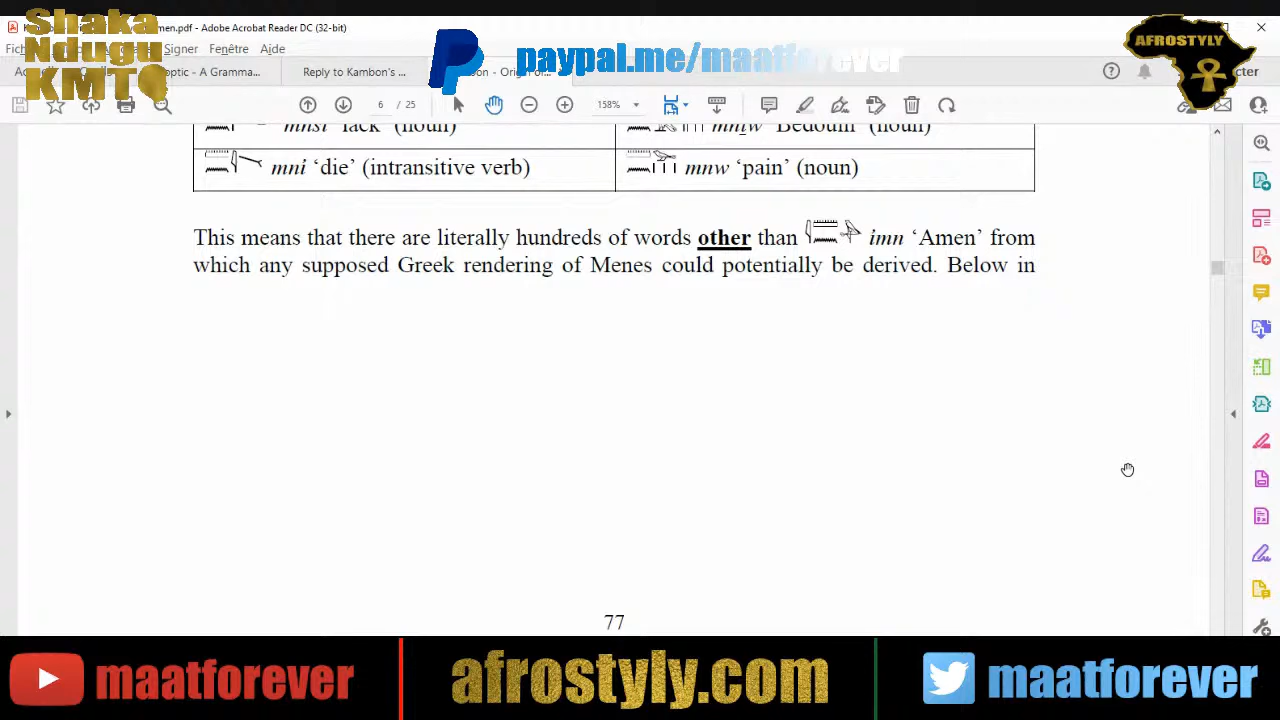 Shaka
Ndugu
KMT
men.pdf - Adobe Acrobat Reader DC (32-bit)
Signer Fenêtre Aide
paypal.me/maatforever
AFROSTYLY
optic - A Gramma...
Reply to Kambon's ...
6 / 25
158%
mnsi 'lack' (noun)
mniw 'Bedouin' (noun)
mni 'die' (intransitive verb)
mnw 'pain' (noun)
This means that there are literally hundreds of words other than imn 'Amen' from
which any supposed Greek rendering of Menes could potentially be derived. Below in
77
maatforever
afrostyly.com
maatforever